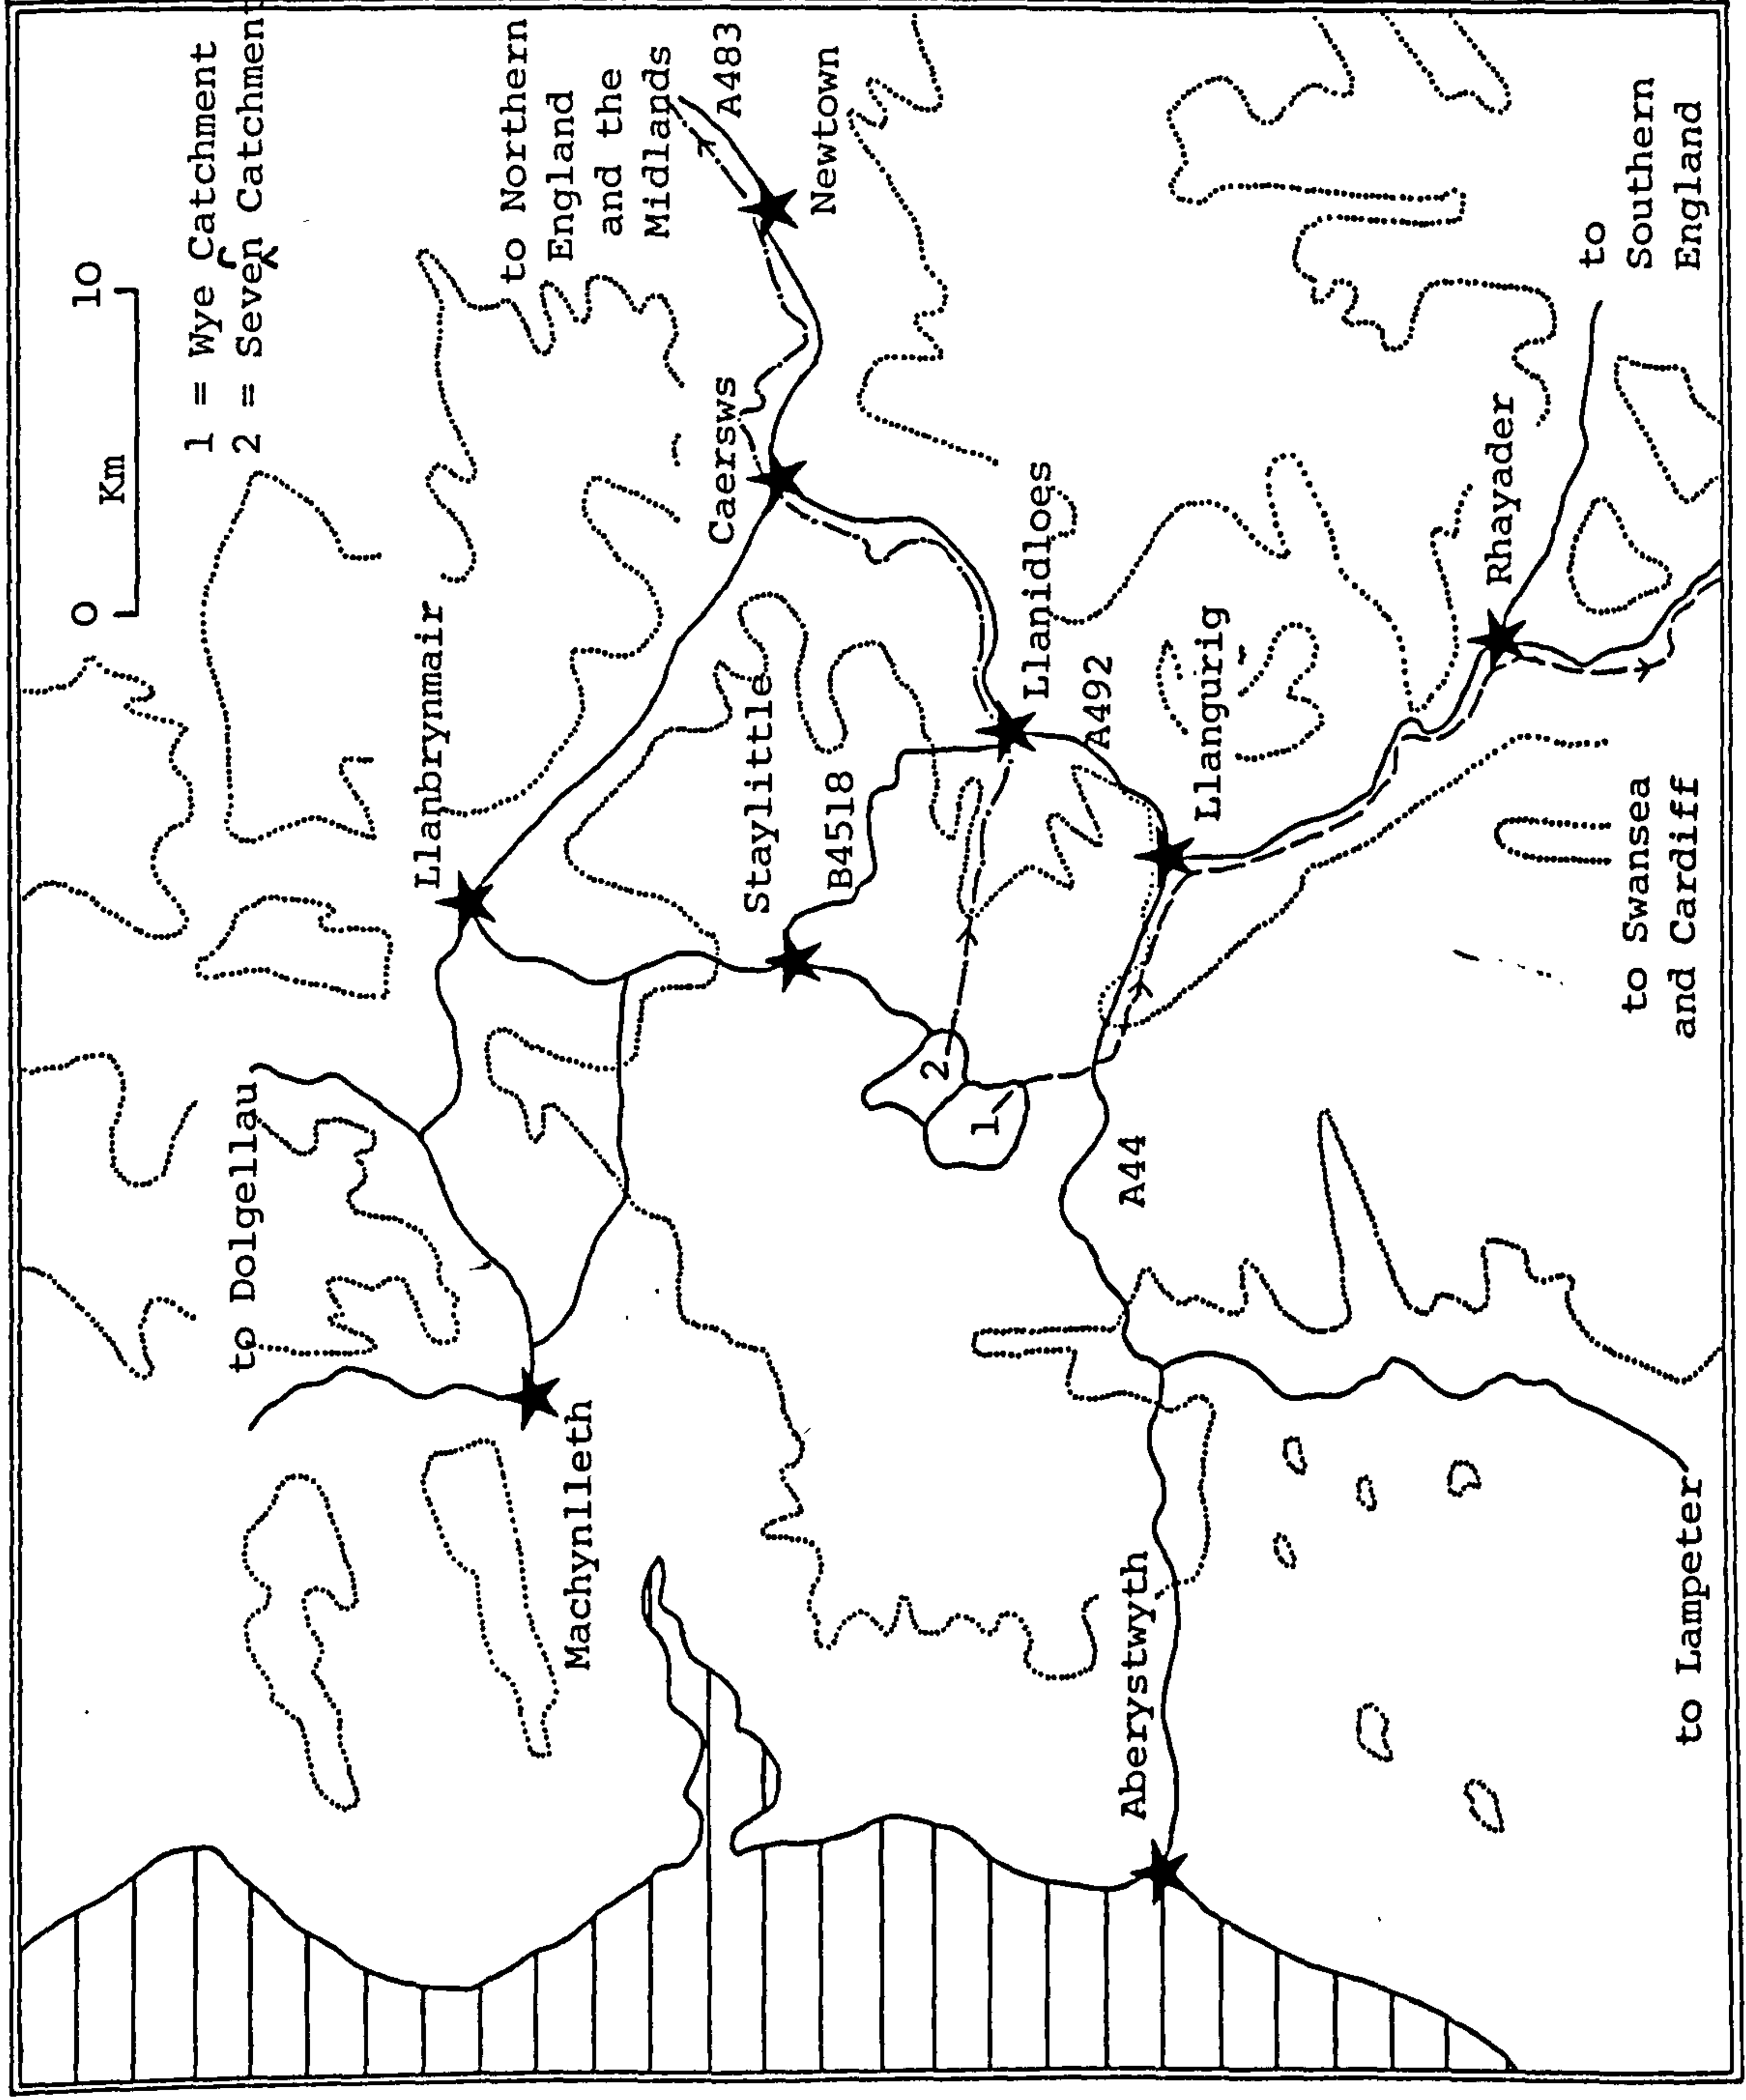 0 10
Km
1 = Wye Catchment
2 = Seven Catchment
r
to Dolgellau
Llanbrynmair
to Northern
England
and the
Midlands
A483
Newtown
Machynlleth
Caersws
Staylittle
B4518
Llanidloes
A492
2
1
A44
Llangurig
Aberystwyth
Rhayader
to
Southern
England
to Swansea
and Cardiff
to Lampeter